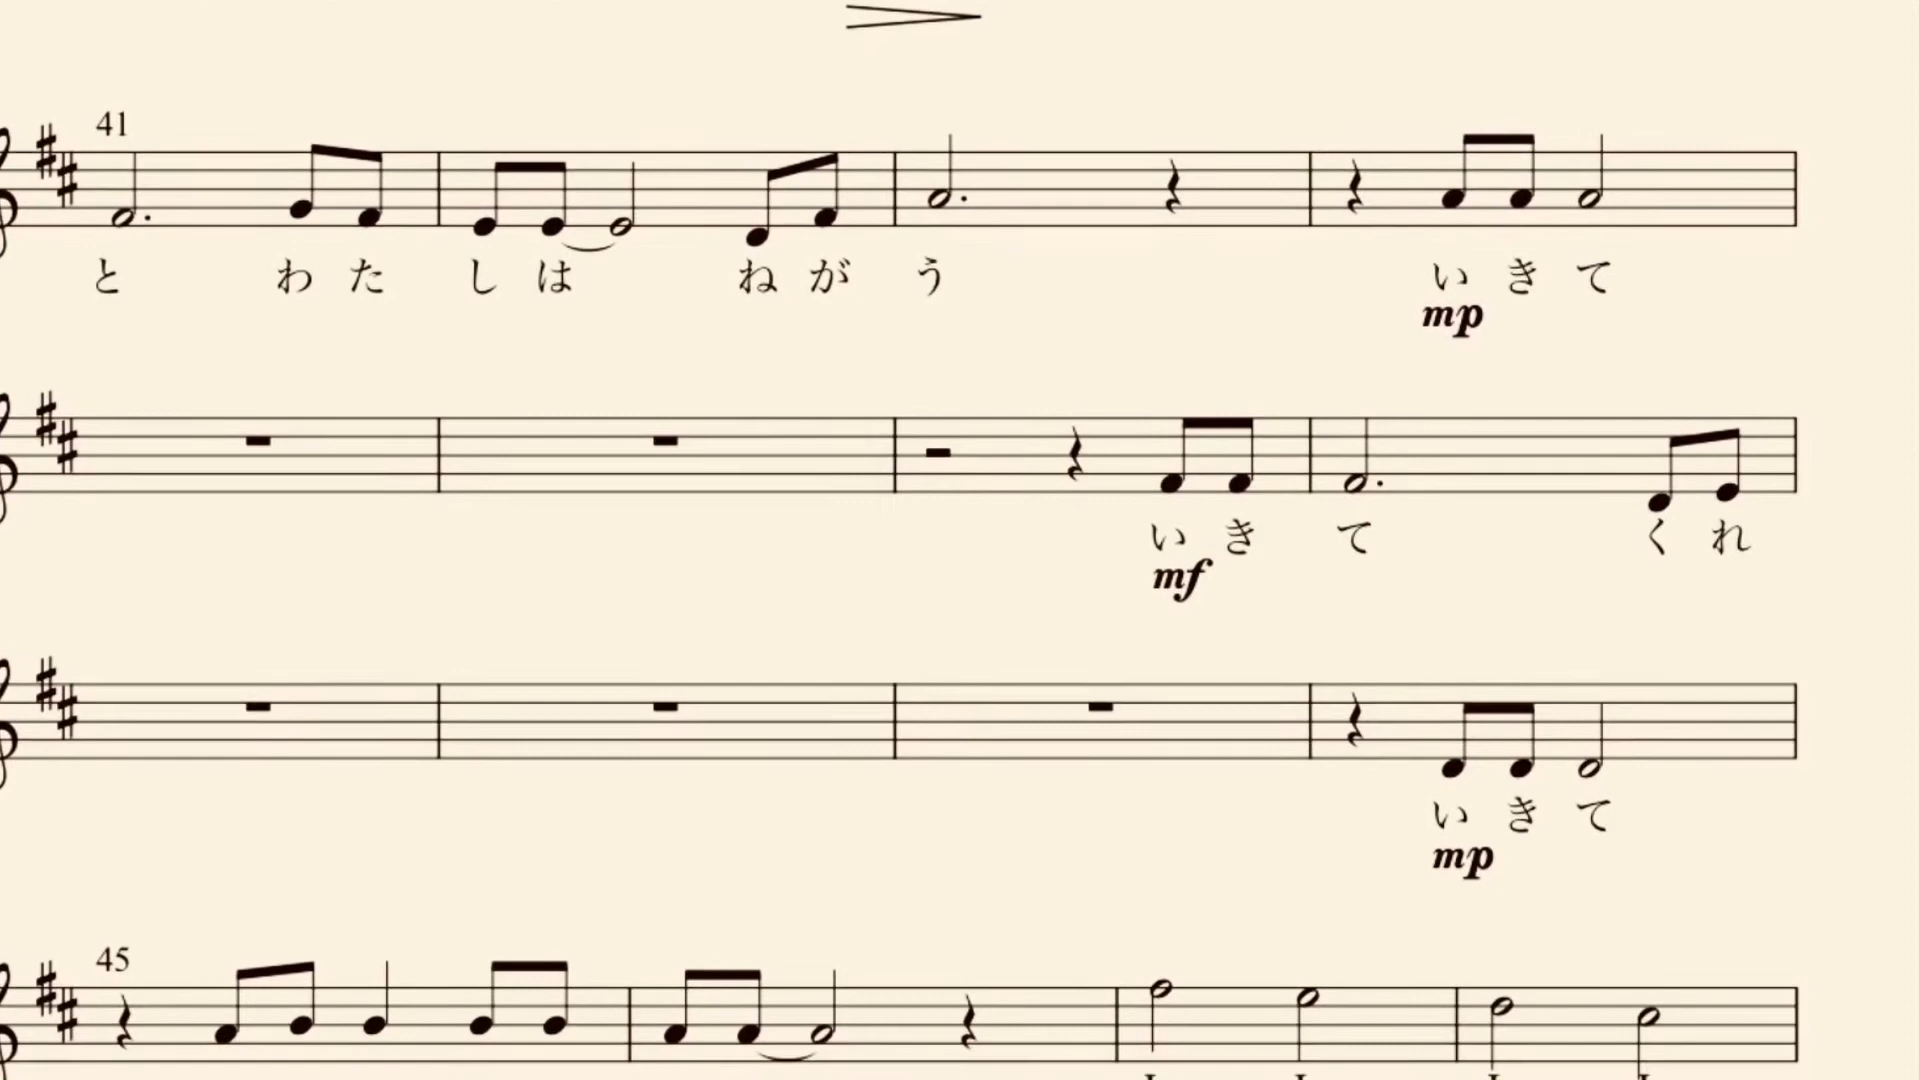 41
と わ た し は ね が う い き て
mp
い き て く れ
mf
い き て
mp
45